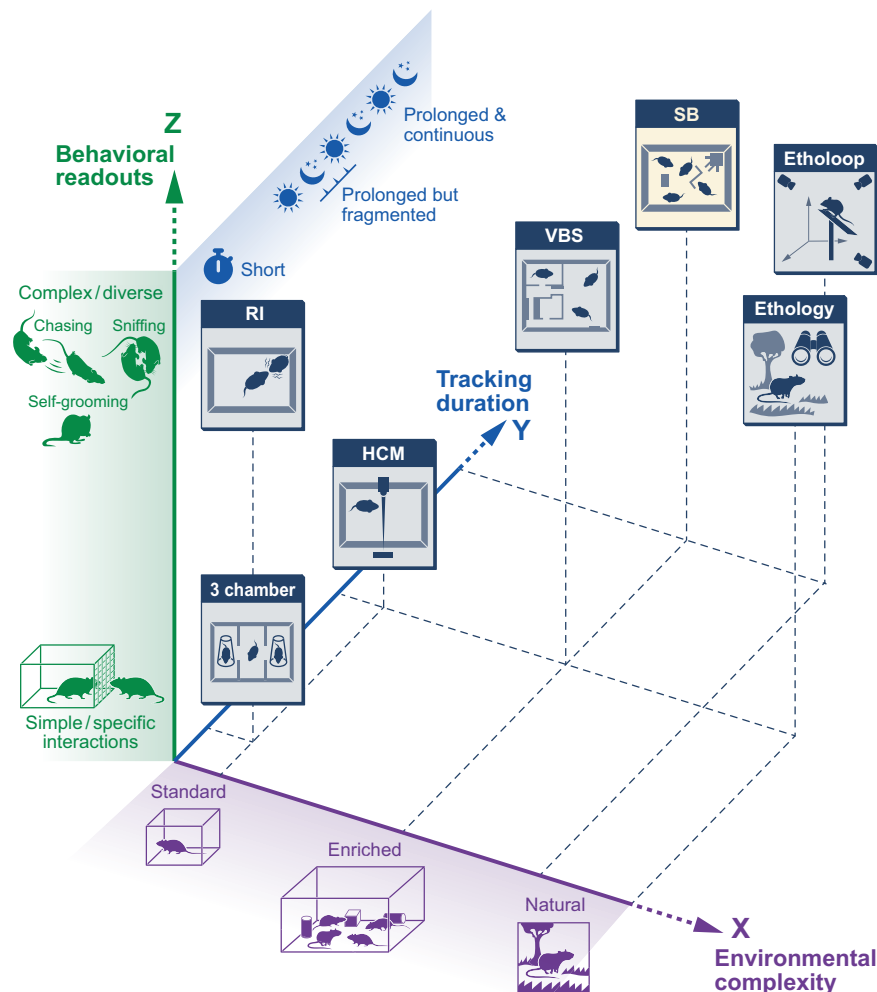 Z
Behavioral
readouts
Prolonged &
continuous
Prolonged but
fragmented
Short
SB
Etholoop
VBS
Ethology
RI
HCM
3 chamber
Complex / diverse
Chasing
Sniffing
Self-grooming
Simple / specific
interactions
Tracking
duration
Y
Standard
Enriched
Natural
X
Environmental
complexity